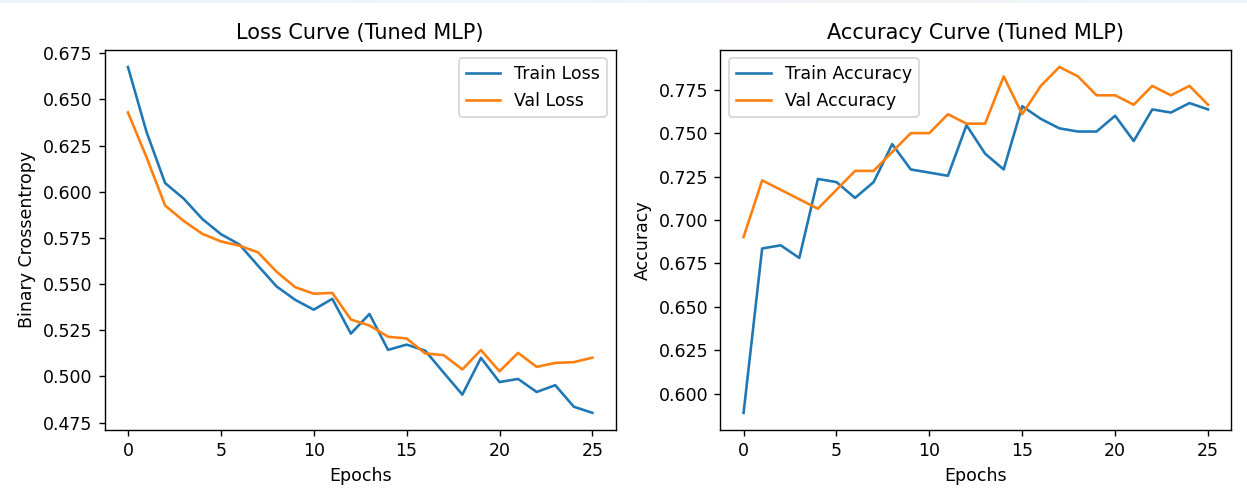 Loss Curve (Tuned MLP)
Train Loss
Val Loss
Binary Crossentropy
0.675
0.650
0.625
0.600
0.575
0.550
0.525
0.500
0.475
0
5
10
15
20
25
Epochs
Accuracy Curve (Tuned MLP)
Train Accuracy
Val Accuracy
Accuracy
0.775
0.750
0.725
0.700
0.675
0.650
0.625
0.600
0
5
10
15
20
25
Epochs